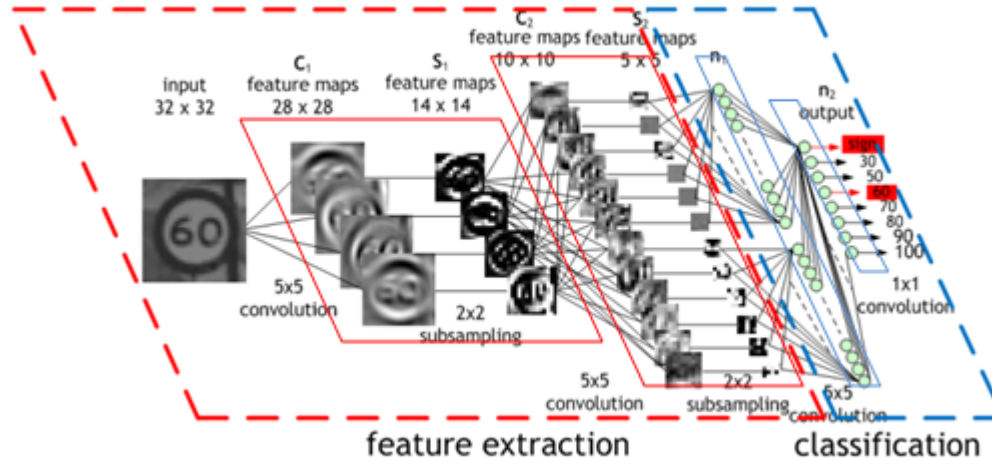 input
32 x 32
C1
feature maps
28 x 28
S1
feature maps
14 x 14
C2
feature maps
10 x 10
S2
feature maps
5 x 5
n1
n2
output
60
sign
30
50
60
70
80
90
100
5x5
convolution
2x2
subsampling
5x5
convolution
2x2
subsampling
convolution
1x1
convolution
feature extraction
classification